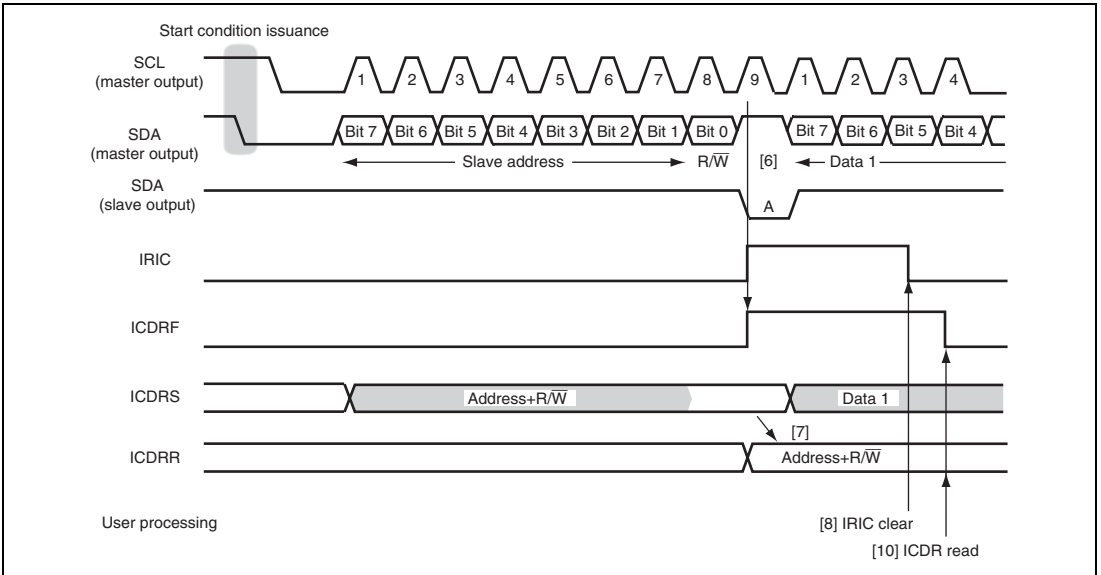 Start condition issuance
SCL
(master output)
1 2 3 4 5 6 7 8 9 1 2 3 4
SDA
(master output)
Bit 7 Bit 6 Bit 5 Bit 4 Bit 3 Bit 2 Bit 1 Bit 0 Bit 7 Bit 6 Bit 5 Bit 4
Slave address R/W̅ [6] Data 1
SDA
(slave output)
A
IRIC
ICDRF
ICDRS
Address+R/W̅ Data 1
[7]
ICDRR
Address+R/W̅
User processing
[8] IRIC clear
[10] ICDR read